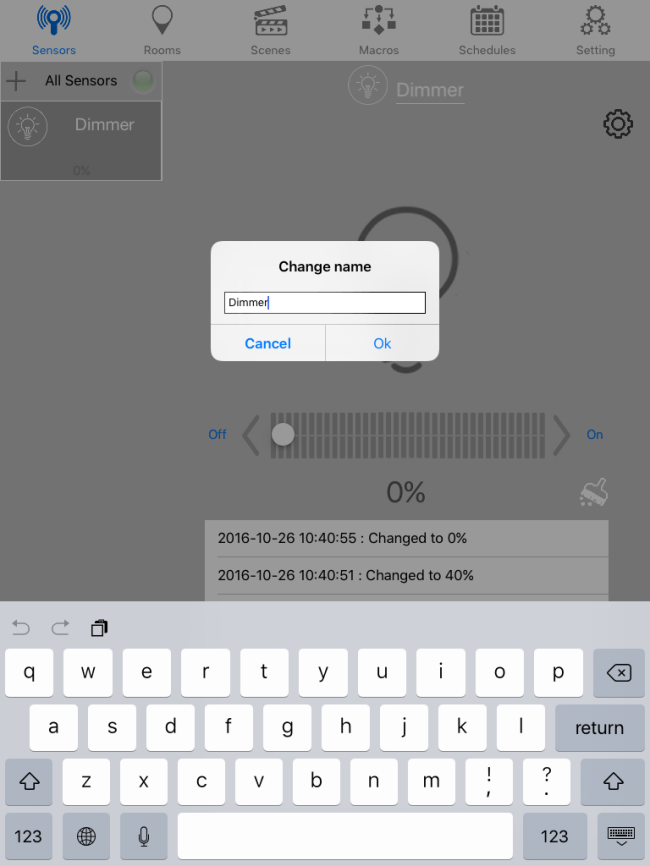 Sensors Rooms Scenes Macros Schedules Setting
All Sensors
Dimmer
Dimmer
0%
Change name
Dimmer
Cancel Ok
Off On
0%
2016-10-26 10:40:55 : Changed to 0%
2016-10-26 10:40:51 : Changed to 40%
q w e r t y u i o p
a s d f g h j k l return
z x c v b n m ! , ? .
123 123